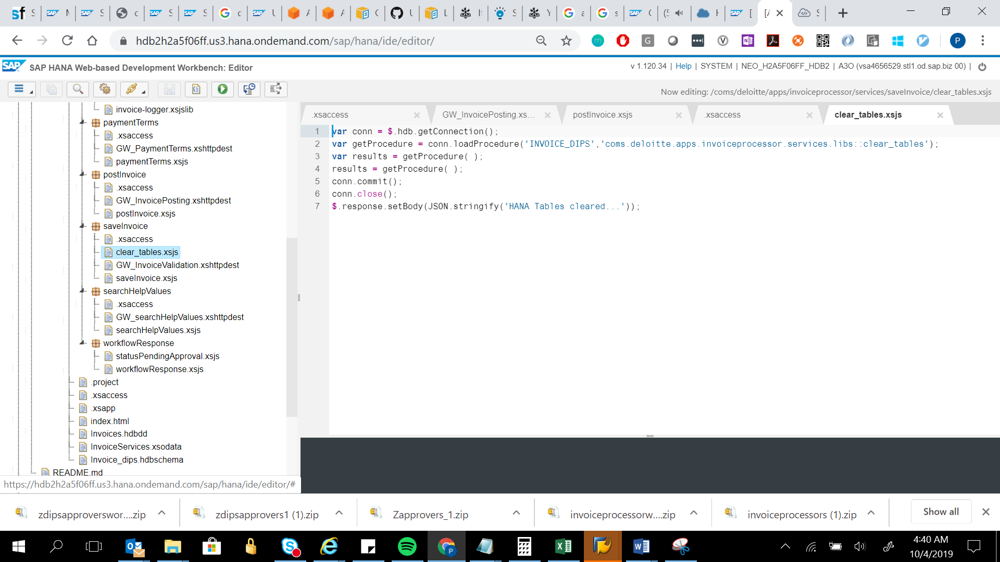 hdb2h2a5f06ff.us3.hana.ondemand.com/sap/hana/ide/editor/
SAP SAP HANA Web-based Development Workbench: Editor
v 1.120.34 | Help | SYSTEM | NEO_H2A5F06FF_HDB2 | A3O (vsa4656529.stl1.od.sap.biz 00) |
Now editing: /coms/deloitte/apps/invoiceprocessor/services/saveInvoice/clear_tables.xsjs
invoice-logger.xsjslib
paymentTerms
.xsaccess
GW_PaymentTerms.xshttpdest
paymentTerms.xsjs
postInvoice
.xsaccess
GW_InvoicePosting.xshttpdest
postInvoice.xsjs
saveInvoice
.xsaccess
clear_tables.xsjs
GW_InvoiceValidation.xshttpdest
saveInvoice.xsjs
searchHelpValues
.xsaccess
GW_searchHelpValues.xshttpdest
searchHelpValues.xsjs
workflowResponse
statusPendingApproval.xsjs
workflowResponse.xsjs
.project
.xsaccess
.xsapp
index.html
Invoices.hdbdd
InvoiceServices.xsodata
Invoice_dips.hdbschema
README.md
https://hdb2h2a5f06ff.us3.hana.ondemand.com/sap/hana/ide/editor/#
.xsaccess
GW_InvoicePosting.xs...
postInvoice.xsjs
.xsaccess
clear_tables.xsjs
1 var conn = $.hdb.getConnection();
2 var getProcedure = conn.loadProcedure('INVOICE_DIPS','coms.deloitte.apps.invoiceprocessor.services.libs::clear_tables');
3 var results = getProcedure( );
4 results = getProcedure( );
5 conn.commit();
6 conn.close();
7 $.response.setBody(JSON.stringify('HANA Tables cleared...'));
zdipsapproverswor....zip
zdipsapprovers1 (1).zip
Zapprovers_1.zip
invoiceprocessorw....zip
invoiceprocessors (1).zip
Show all
4:40 AM
10/4/2019